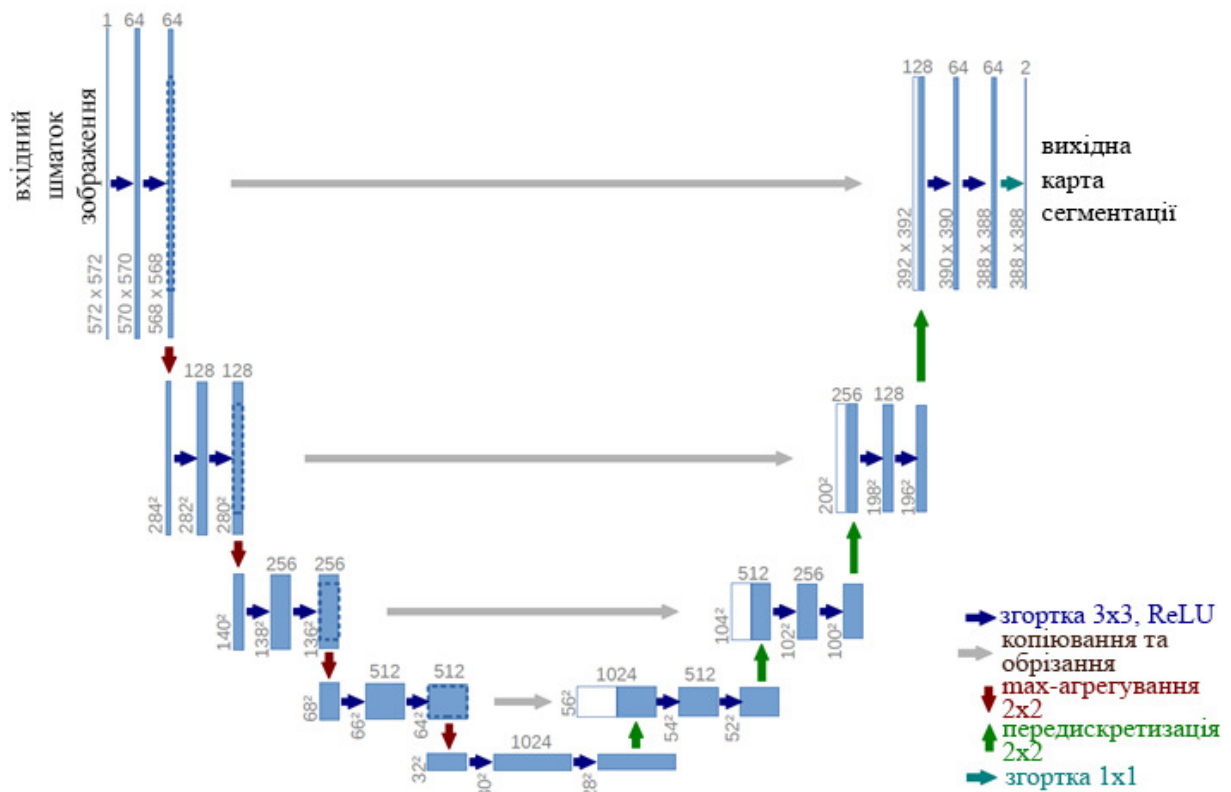 1 64 64
вхідний
шматок
зображення
572 x 572
570 x 570
568 x 568
128 64 64 2
392 x 392
390 x 390
388 x 388
388 x 388
вихідна
карта
сегментації
128 128
284²
282²
280²
256 128
200²
198²
196²
256 256
140²
138²
136²
512 256
104²
102²
100²
512 512
68²
66²
64²
1024 512
56²
54²
52²
1024
32²
згортка 3x3, ReLU
копіювання та
обрізання
max-агрегування
2x2
передискретизація
2x2
згортка 1x1